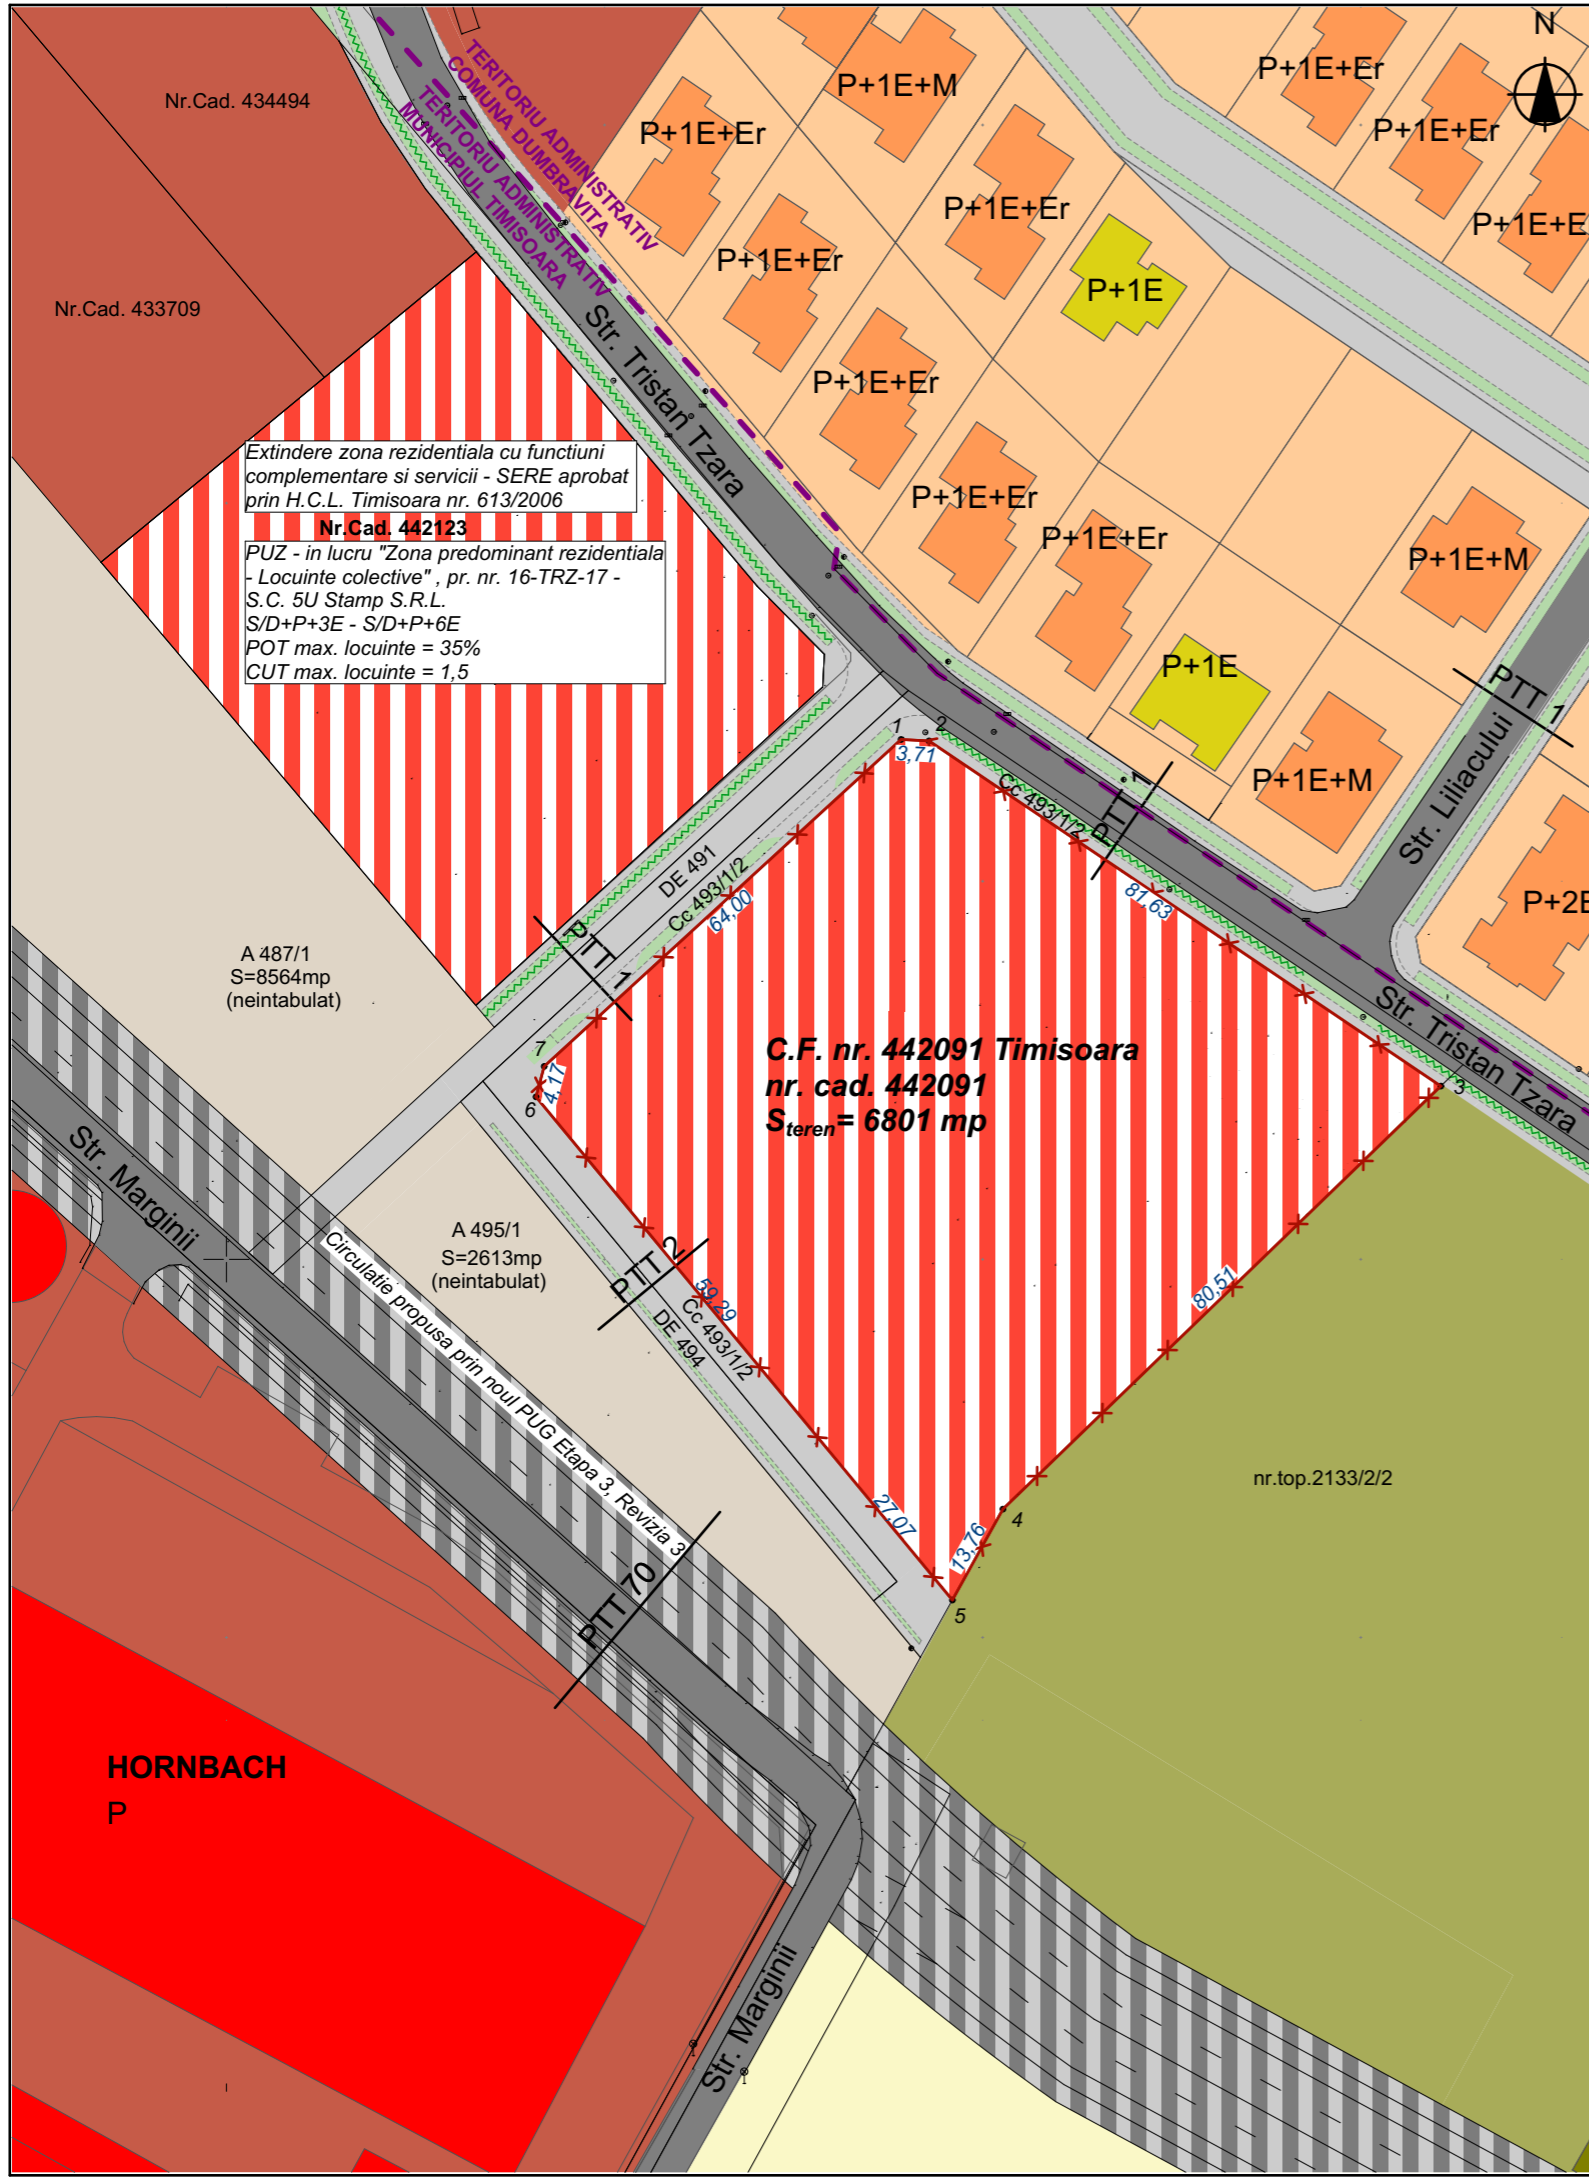 N
Nr.Cad. 434494
TERITORIU ADMINISTRATIV
COMUNA DUMBRAVITA
TERITORIU ADMINISTRATIV
MUNICIPIUL TIMISOARA
P+1E+M
P+1E+Er
P+1E+Er
P+1E+Er
P+1E+Er
P+1E+E
P+1E+Er
P+1E
Nr.Cad. 433709
Str. Tristan Tzara
P+1E+Er
Extindere zona rezidentiala cu functiuni
complementare si servicii - SERE aprobat
prin H.C.L. Timisoara nr. 613/2006
Nr.Cad. 442123
PUZ - in lucru "Zona predominant rezidentiala
- Locuinte colective" , pr. nr. 16-TRZ-17 -
S.C. 5U Stamp S.R.L.
S/D+P+3E - S/D+P+6E
POT max. locuinte = 35%
CUT max. locuinte = 1,5
P+1E+Er
P+1E+Er
P+1E+M
P+1E
PTT 1
P+1E+M
Str. Liliacului
1
2
3,71
Cc 493/1/2
PTT 1
81,63
DE 491
Cc 493/1/2
64,00
PTT 1
P+2E
A 487/1
S=8564mp
(neintabulat)
Str. Tristan Tzara
C.F. nr. 442091 Timisoara
nr. cad. 442091
Steren= 6801 mp
7
4,17
6
3
Str. Marginii
A 495/1
S=2613mp
(neintabulat)
PTT 2
59,29
Cc 493/1/2
DE 494
80,51
Circulatie propusa prin noul PUG Etapa 3, Revizia 3
nr.top.2133/2/2
27,07
4
13,76
5
PTT 70
HORNBACH
P
Str. Marginii